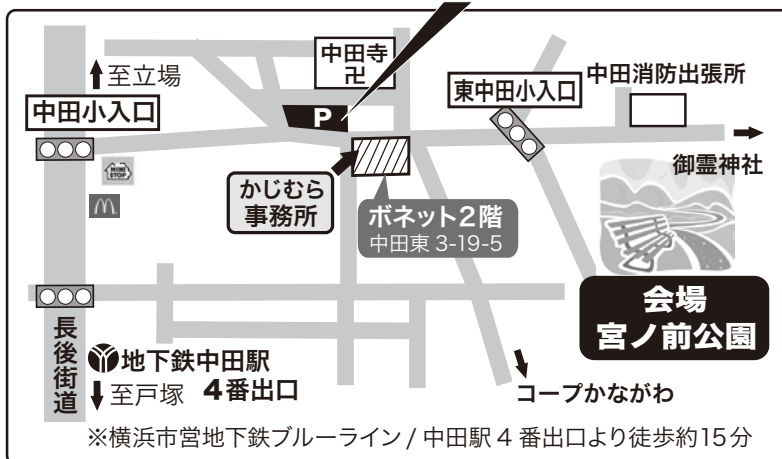 至立場
中田寺
卍
中田小入口
P
東中田小入口
中田消防出張所
御霊神社
MINI
STOP
かじむら
事務所
ボネット2階
中田東 3-19-5
会場
宮ノ前公園
長後街道
地下鉄中田駅
4番出口
至戸塚
コープかながわ
※横浜市営地下鉄ブルーライン / 中田駅 4 番出口より徒歩約15分